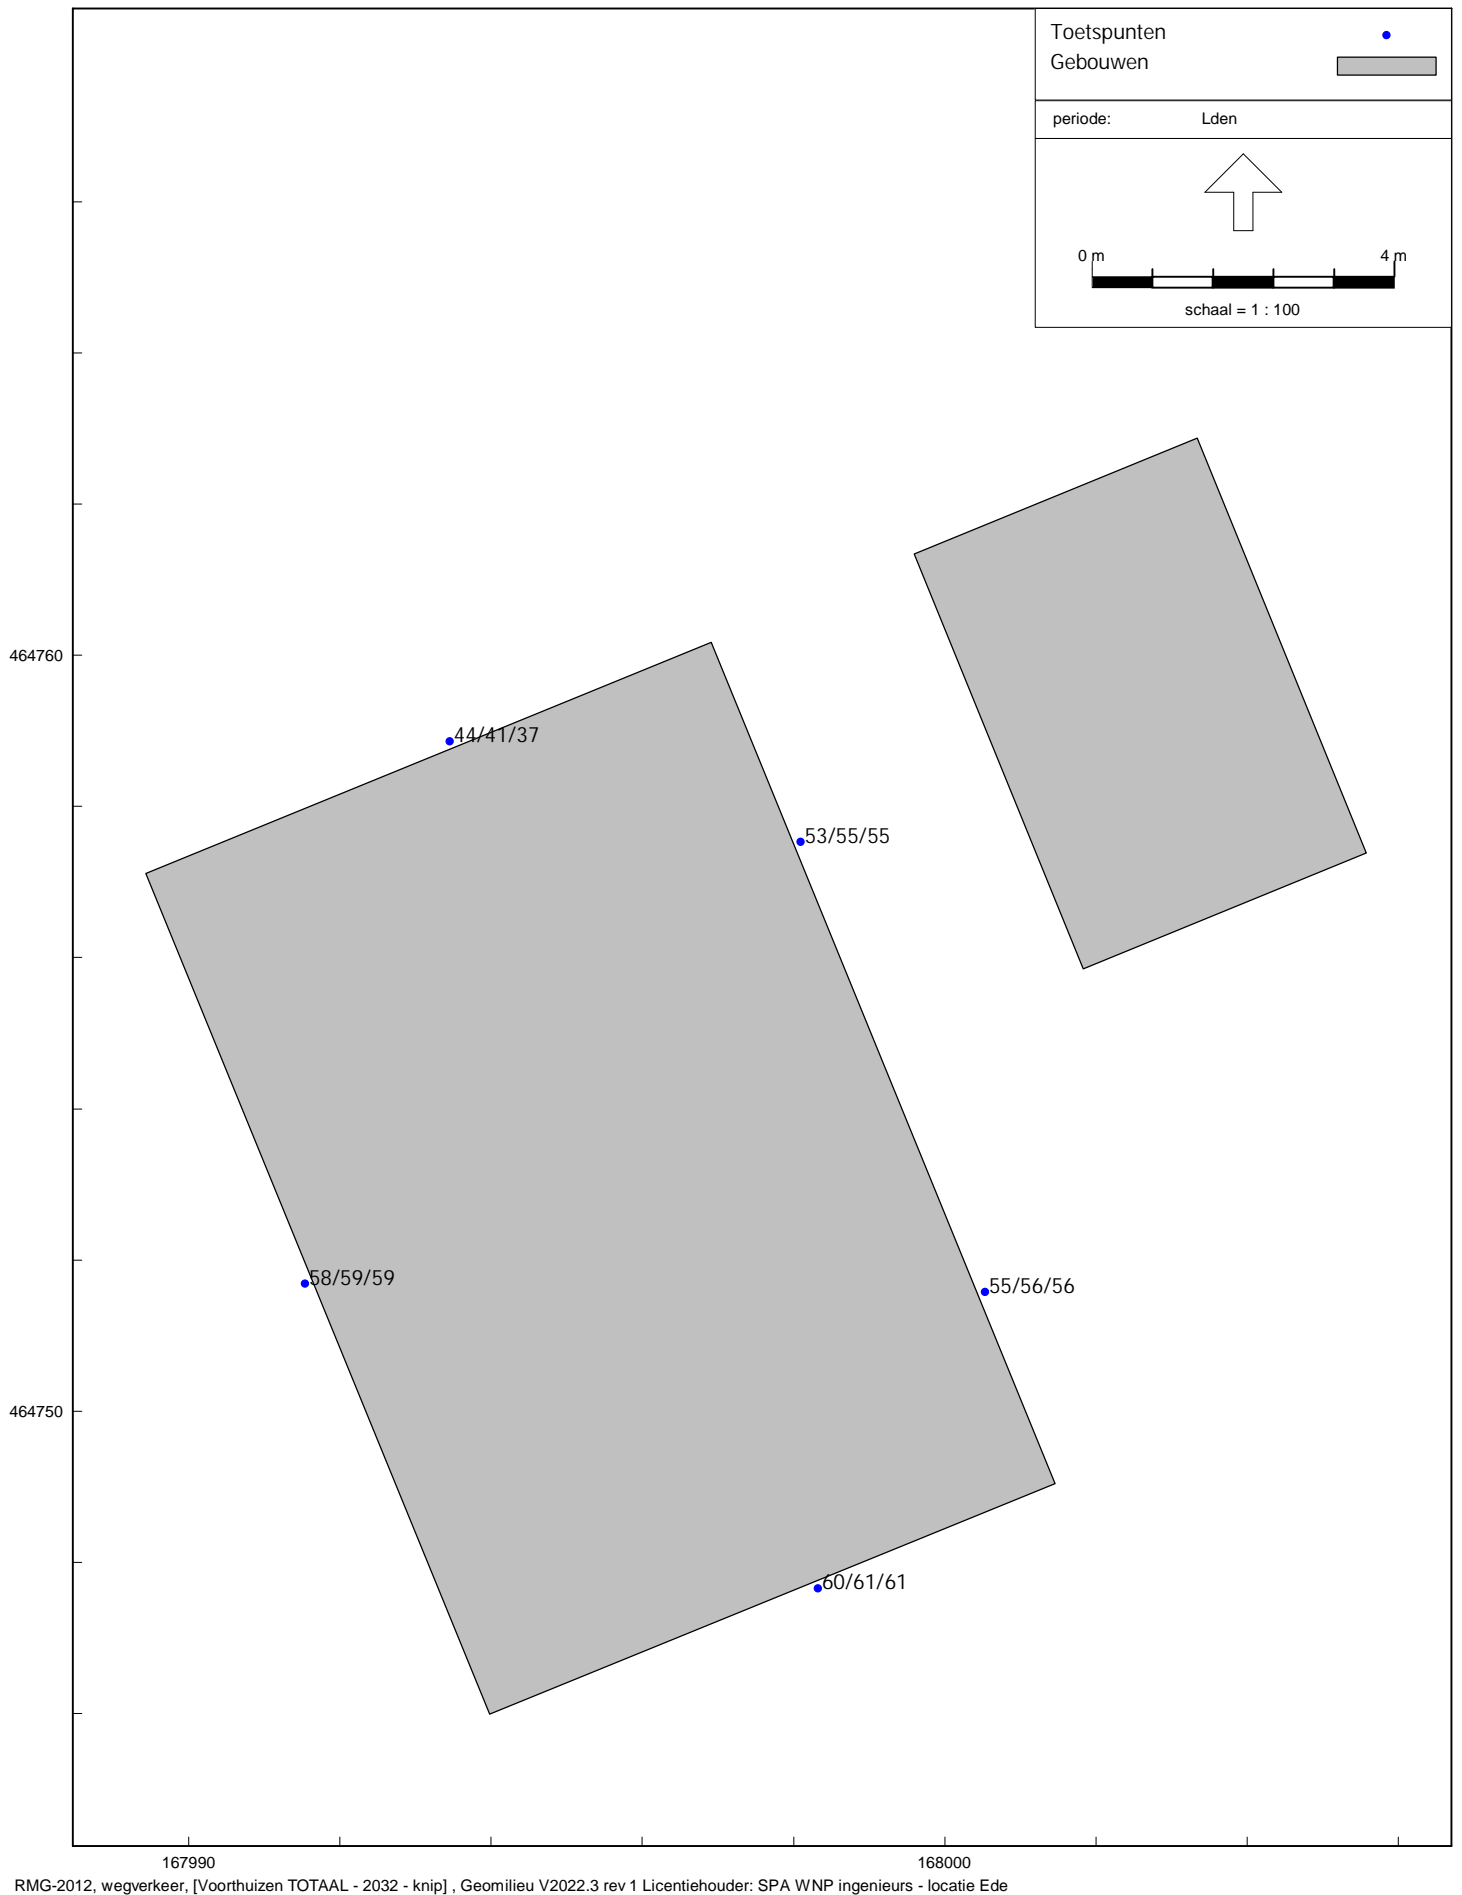 Toetspunten
Gebouwen
periode: Lden
0 m 4 m
schaal = 1 : 100
464760
44/41/37
53/55/55
58/59/59
55/56/56
464750
60/61/61
167990 168000
RMG-2012, wegverkeer, [Voorthuizen TOTAAL - 2032 - knip] , Geomilieu V2022.3 rev 1 Licentiehouder: SPA WNP ingenieurs - locatie Ede